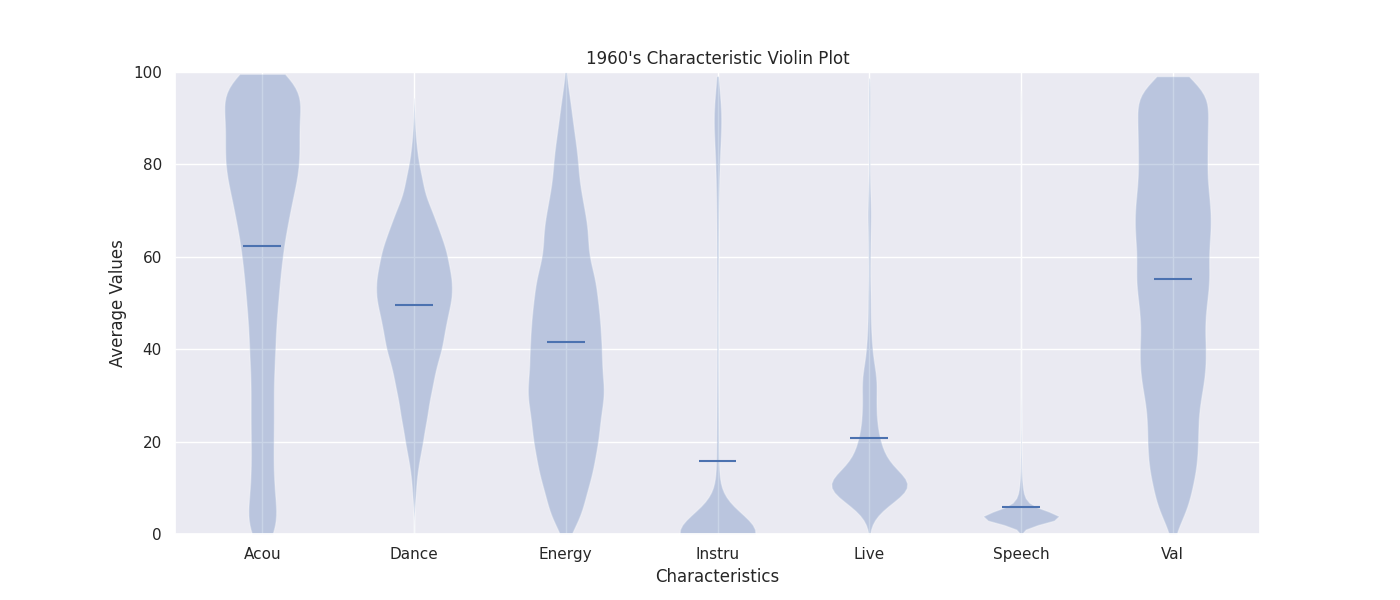 1960's Characteristic Violin Plot
100
80
60
40
20
0
Average Values
Acou Dance Energy Instru Live Speech Val
Characteristics